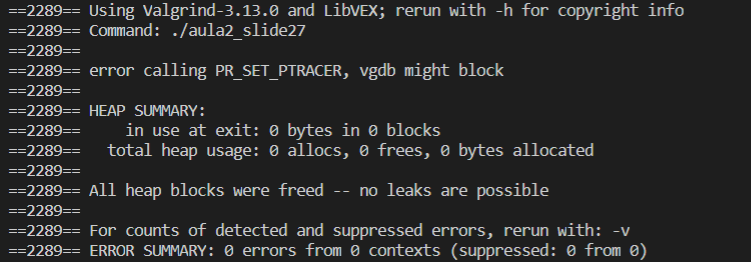 ==2289== Using Valgrind-3.13.0 and LibVEX; rerun with -h for copyright info
==2289== Command: ./aula2_slide27
==2289==
==2289== error calling PR_SET_PTRACER, vgdb might block
==2289==
==2289== HEAP SUMMARY:
==2289==     in use at exit: 0 bytes in 0 blocks
==2289==   total heap usage: 0 allocs, 0 frees, 0 bytes allocated
==2289==
==2289== All heap blocks were freed -- no leaks are possible
==2289==
==2289== For counts of detected and suppressed errors, rerun with: -v
==2289== ERROR SUMMARY: 0 errors from 0 contexts (suppressed: 0 from 0)